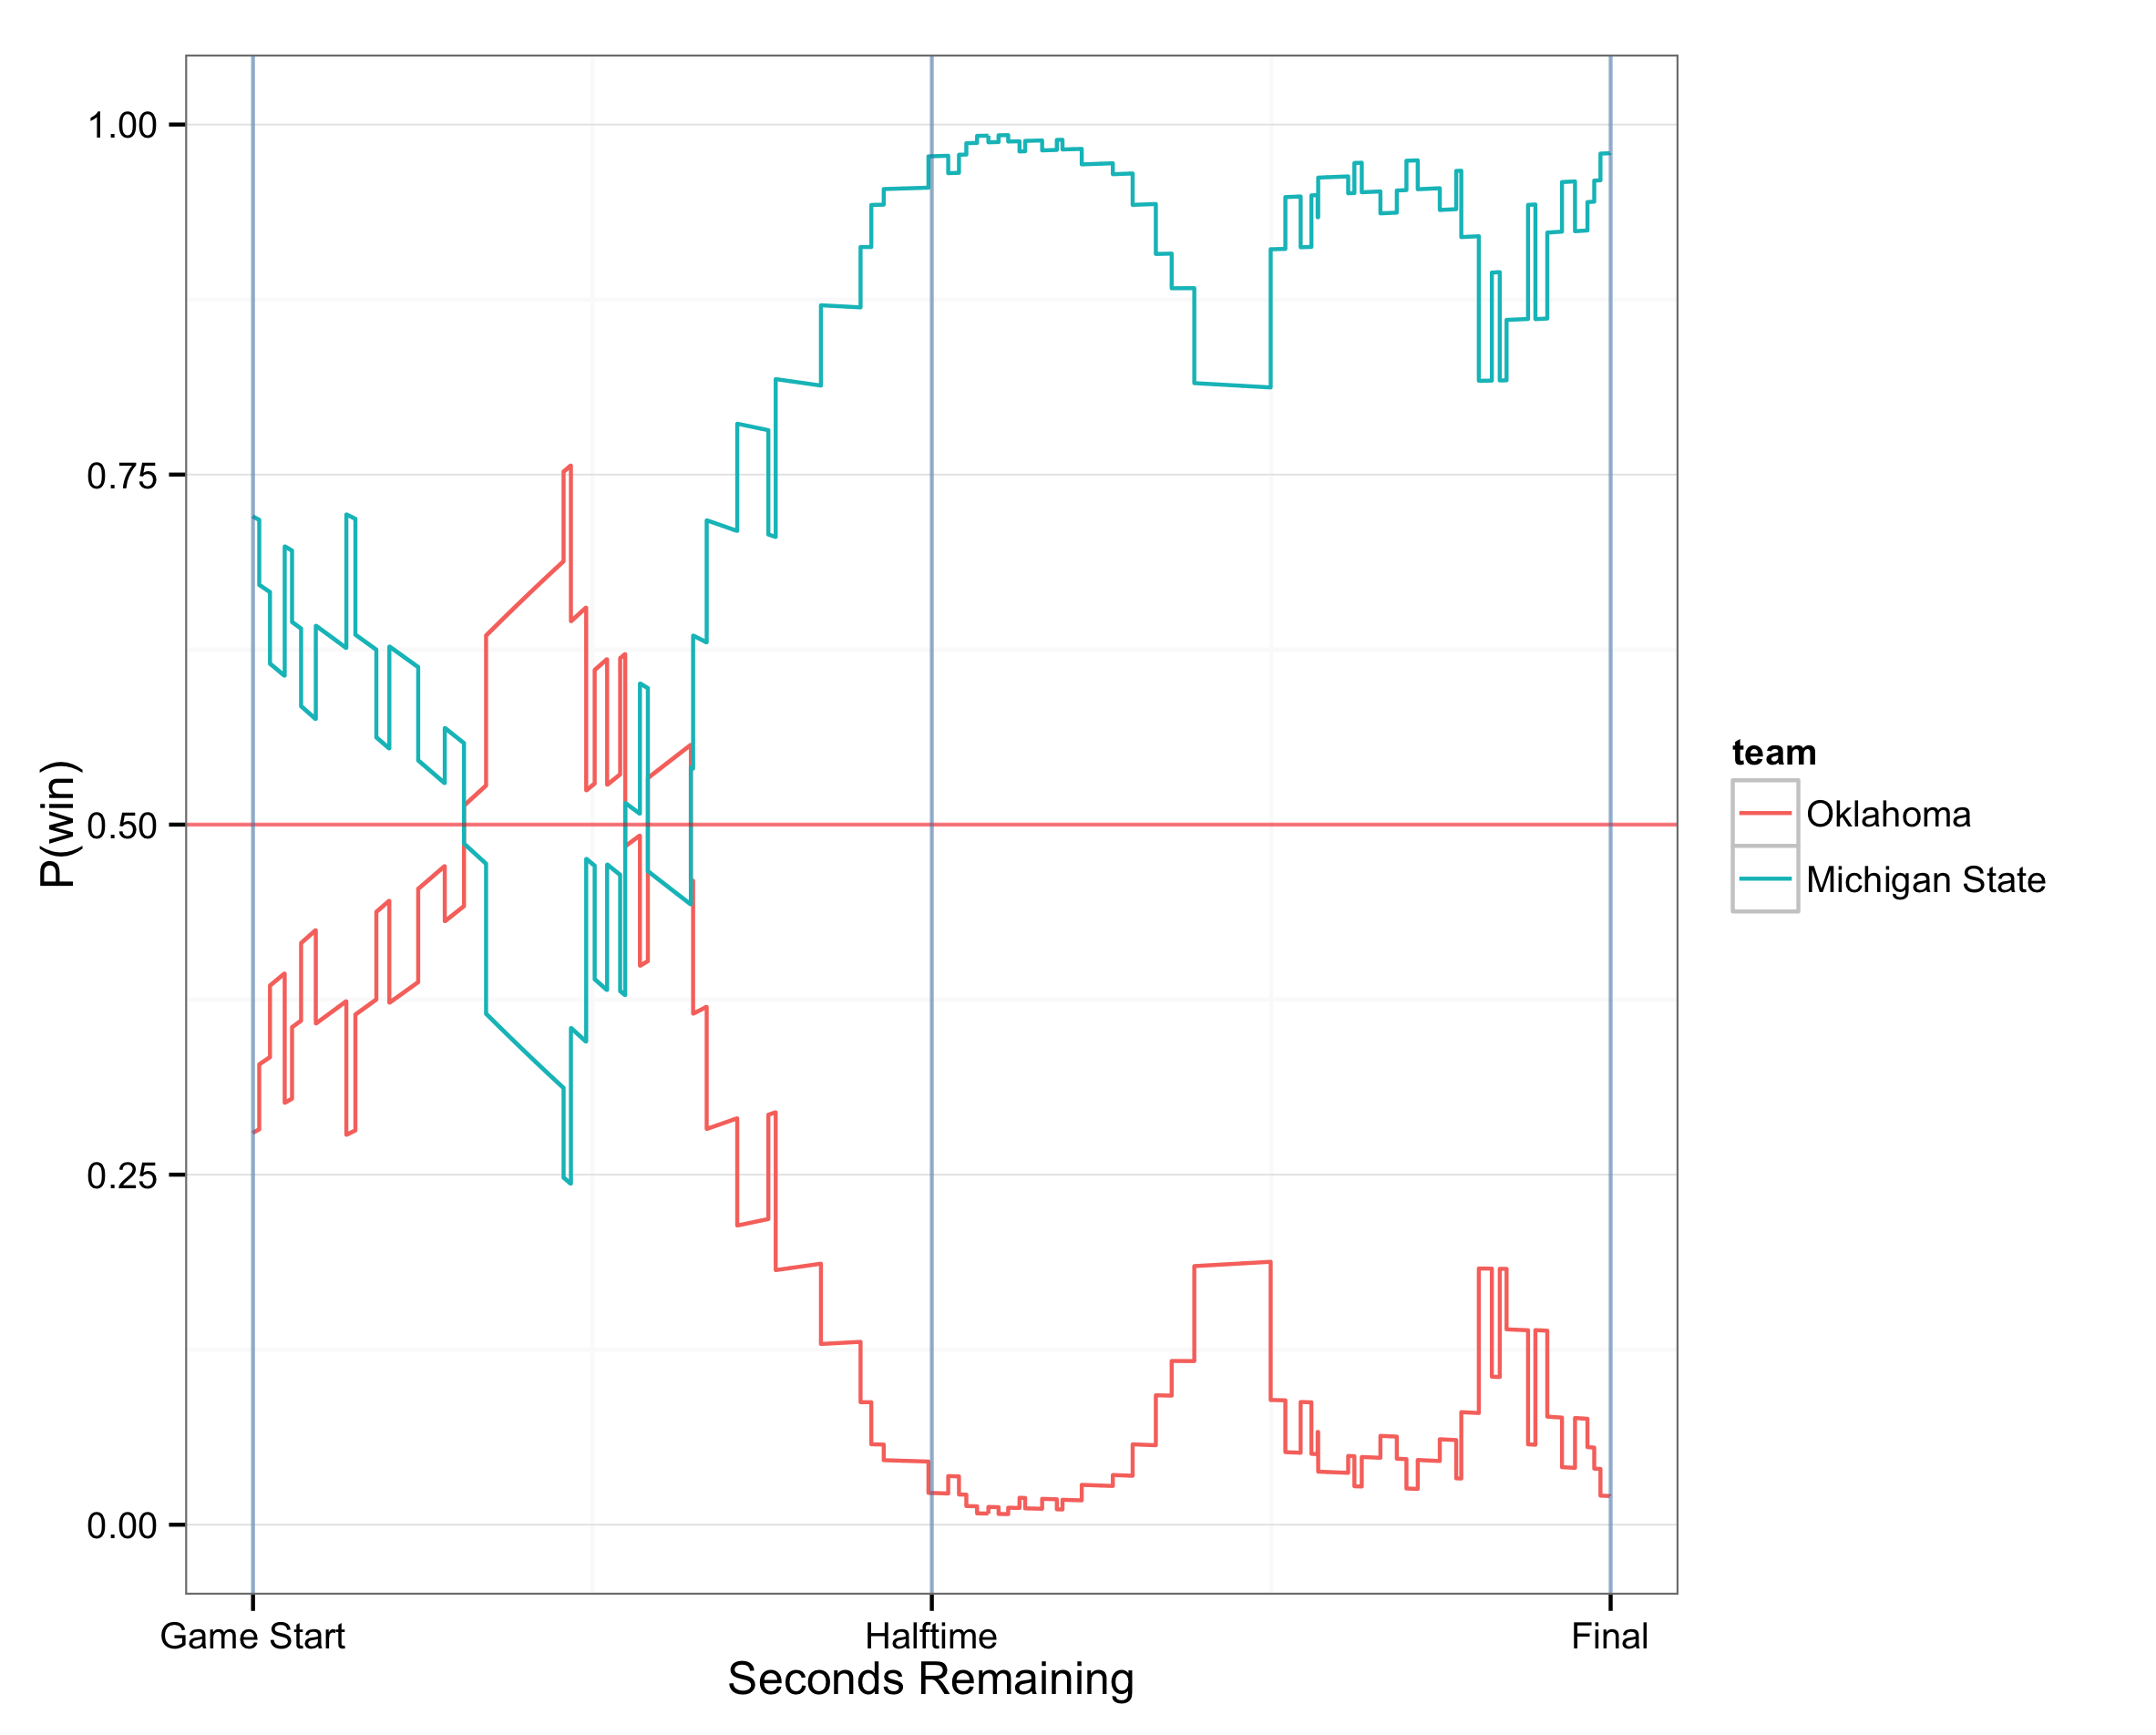 1.00
0.75
0.50
0.25
0.00
P(win)
Game Start
Halftime
Final
Seconds Remaining
team
Oklahoma
Michigan State